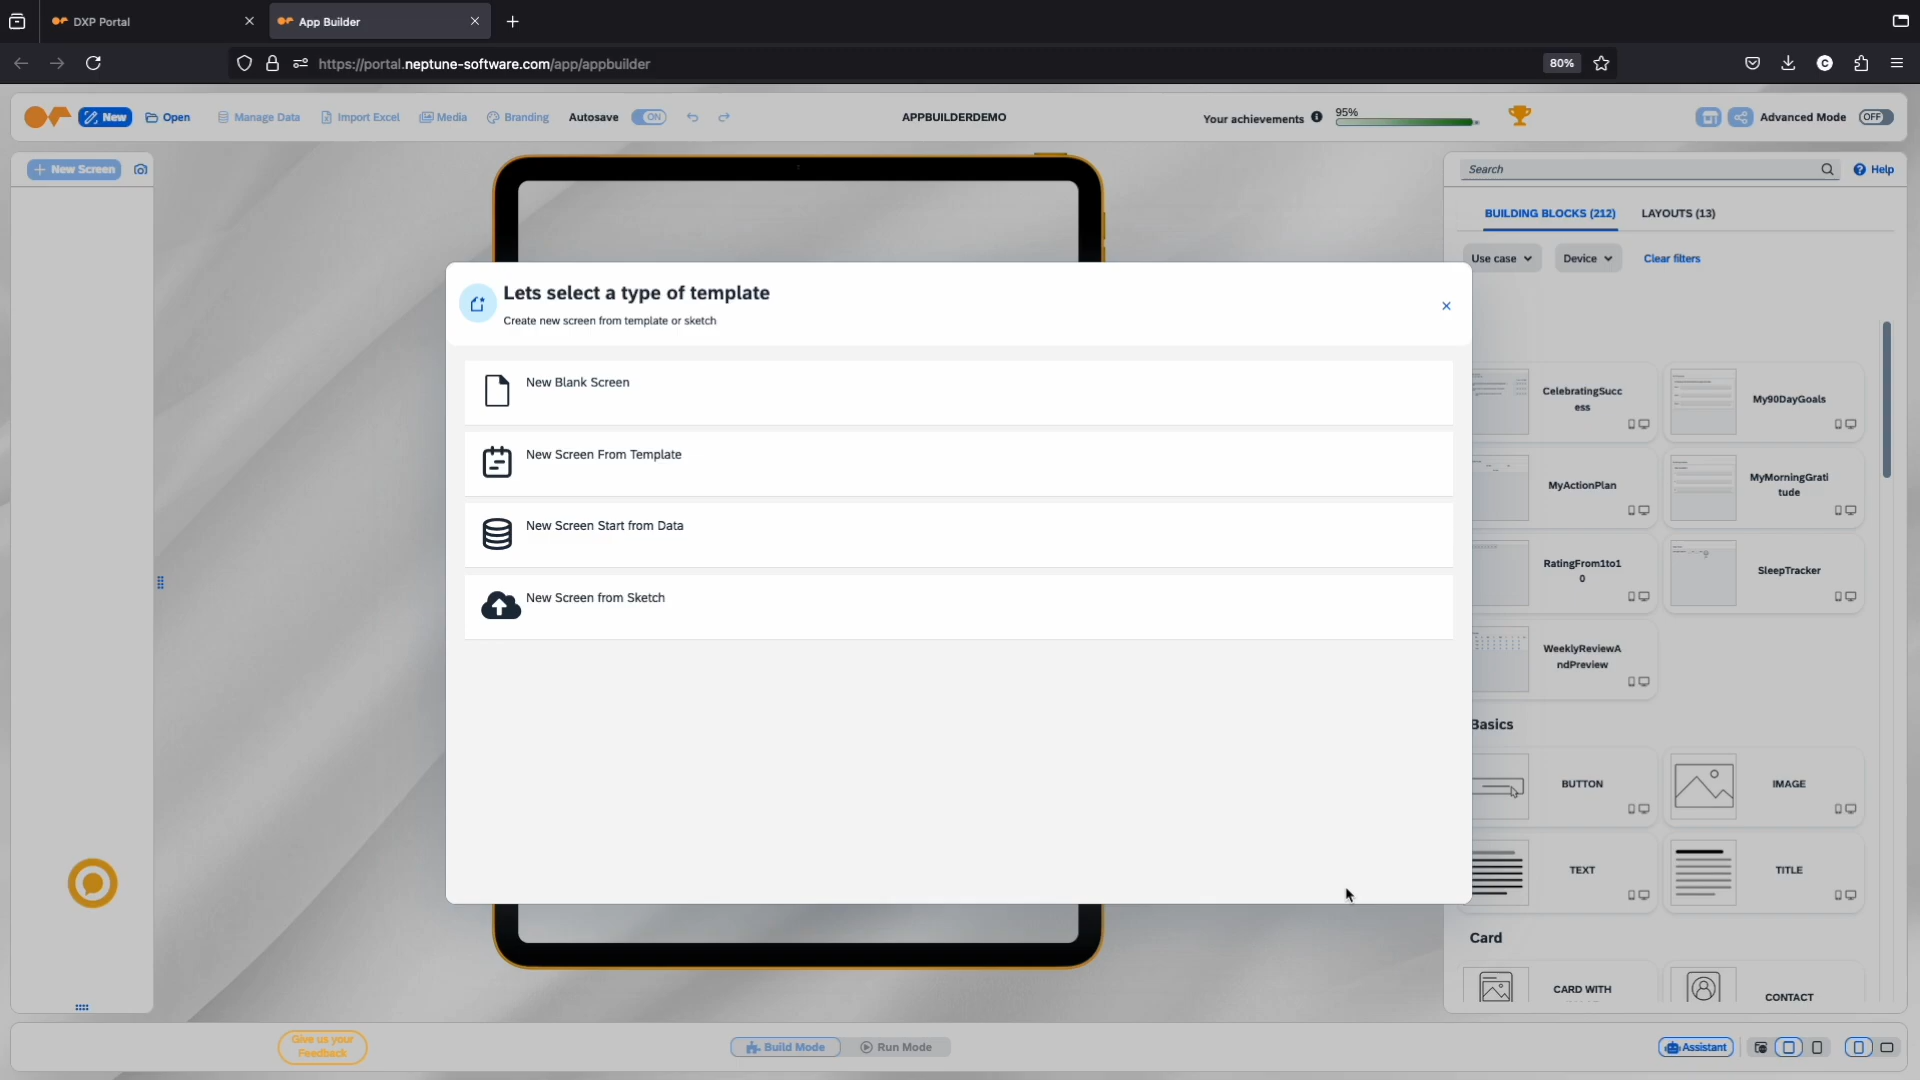 DXP Portal
App Builder
https://portal.neptune-software.com/app/appbuilder
80%
New
Open
Manage Data
Import Excel
Media
Branding
Autosave
ON
APPBUILDERDEMO
Your achievements
95%
Advanced Mode
OFF
New Screen
Search
Help
BUILDING BLOCKS (212)
LAYOUTS (13)
Use case
Device
Clear filters
Lets select a type of template
Create new screen from template or sketch
New Blank Screen
New Screen From Template
New Screen Start from Data
New Screen from Sketch
CelebratingSucc
ess
My90DayGoals
MyActionPlan
MyMorningGrati
tude
RatingFrom1to1
0
SleepTracker
WeeklyReviewA
ndPreview
Basics
BUTTON
IMAGE
TEXT
TITLE
Card
CARD WITH
CONTACT
Give us your
Feedback
Build Mode
Run Mode
Assistant